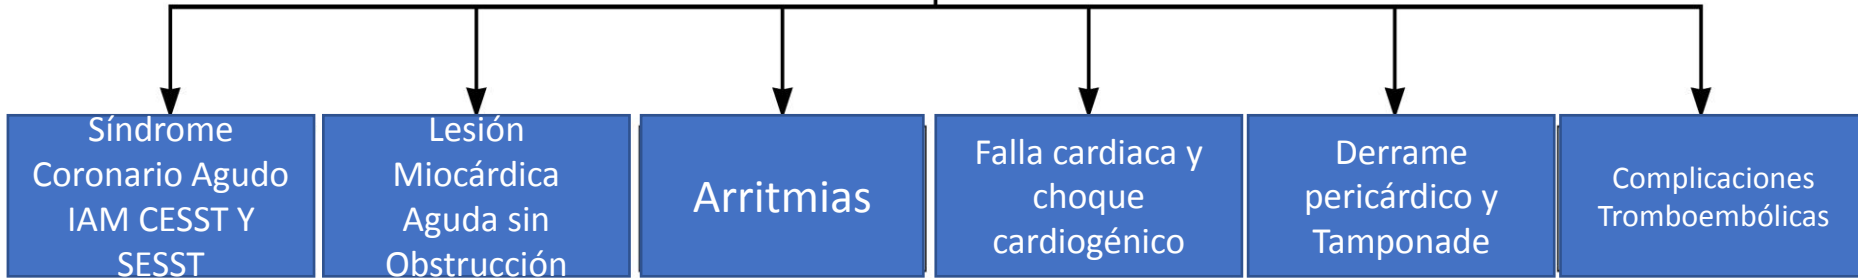 Síndrome
Coronario Agudo
IAM CESST Y
SESST
Lesión
Miocárdica
Aguda sin
Obstrucción
Arritmias
Falla cardiaca y
choque
cardiogénico
Derrame
pericárdico y
Tamponade
Complicaciones
Tromboembólicas